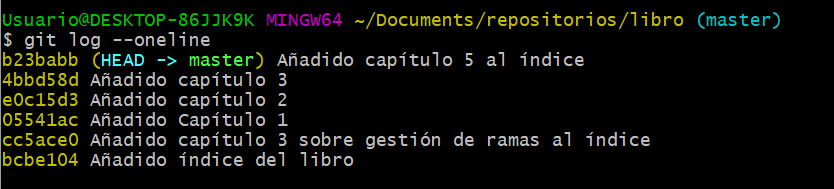 Usuario@DESKTOP-86JJK9K MINGW64 ~/Documents/repositorios/libro (master)
$ git log --oneline
b23babb (HEAD -> master) Añadido capítulo 5 al índice
4bbd58d Añadido capítulo 3
e0c15d3 Añadido capítulo 2
05541ac Añadido Capítulo 1
cc5ace0 Añadido capítulo 3 sobre gestión de ramas al índice
bcbe104 Añadido índice del libro